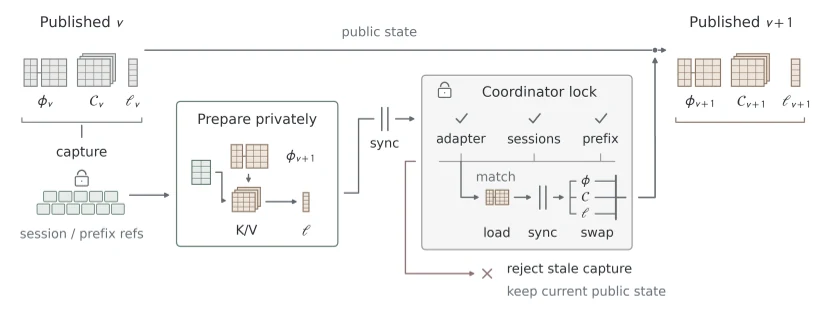 Published v
public state
Published v+1
ϕv
Cv
ℓv
ϕv+1
Cv+1
ℓv+1
capture
session / prefix refs
Prepare privately
ϕv+1
K/V
ℓ
sync
Coordinator lock
adapter
sessions
prefix
match
ϕ
C
ℓ
load
sync
swap
reject stale capture
keep current public state